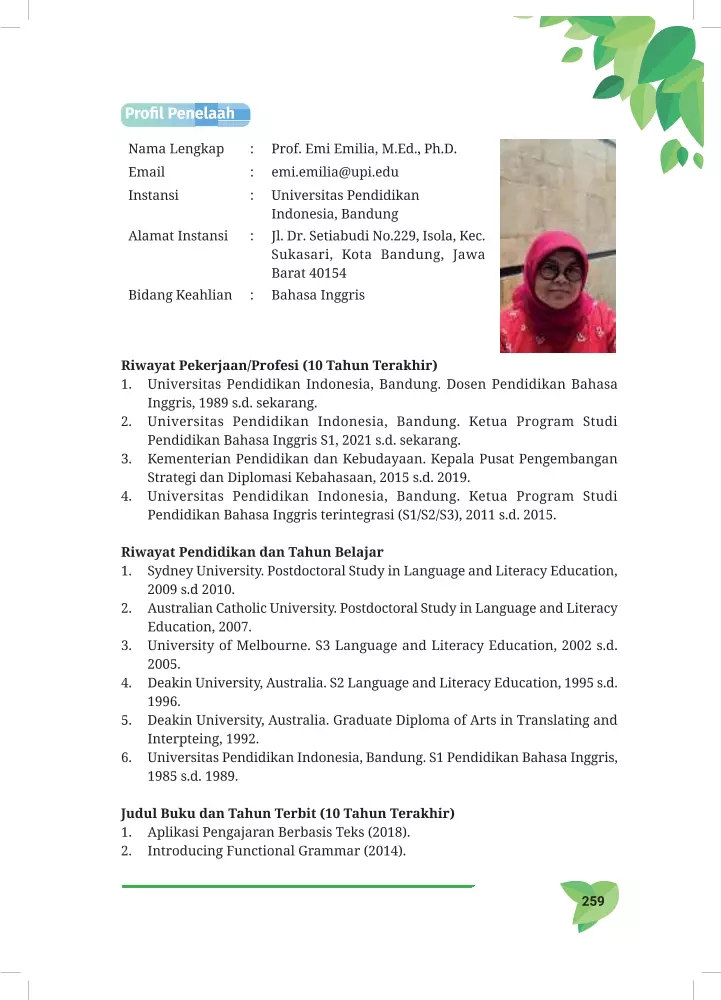 Profil Penelaah
Nama Lengkap : Prof. Emi Emilia, M.Ed., Ph.D.
Email : emi.emilia@upi.edu
Instansi : Universitas Pendidikan
Indonesia, Bandung
Alamat Instansi : Jl. Dr. Setiabudi No.229, Isola, Kec.
Sukasari, Kota Bandung, Jawa
Barat 40154
Bidang Keahlian : Bahasa Inggris
Riwayat Pekerjaan/Profesi (10 Tahun Terakhir)
1. Universitas Pendidikan Indonesia, Bandung. Dosen Pendidikan Bahasa
Inggris, 1989 s.d. sekarang.
2. Universitas Pendidikan Indonesia, Bandung. Ketua Program Studi
Pendidikan Bahasa Inggris S1, 2021 s.d. sekarang.
3. Kementerian Pendidikan dan Kebudayaan. Kepala Pusat Pengembangan
Strategi dan Diplomasi Kebahasaan, 2015 s.d. 2019.
4. Universitas Pendidikan Indonesia, Bandung. Ketua Program Studi
Pendidikan Bahasa Inggris terintegrasi (S1/S2/S3), 2011 s.d. 2015.
Riwayat Pendidikan dan Tahun Belajar
1. Sydney University. Postdoctoral Study in Language and Literacy Education,
2009 s.d 2010.
2. Australian Catholic University. Postdoctoral Study in Language and Literacy
Education, 2007.
3. University of Melbourne. S3 Language and Literacy Education, 2002 s.d.
2005.
4. Deakin University, Australia. S2 Language and Literacy Education, 1995 s.d.
1996.
5. Deakin University, Australia. Graduate Diploma of Arts in Translating and
Interpteing, 1992.
6. Universitas Pendidikan Indonesia, Bandung. S1 Pendidikan Bahasa Inggris,
1985 s.d. 1989.
Judul Buku dan Tahun Terbit (10 Tahun Terakhir)
1. Aplikasi Pengajaran Berbasis Teks (2018).
2. Introducing Functional Grammar (2014).
259